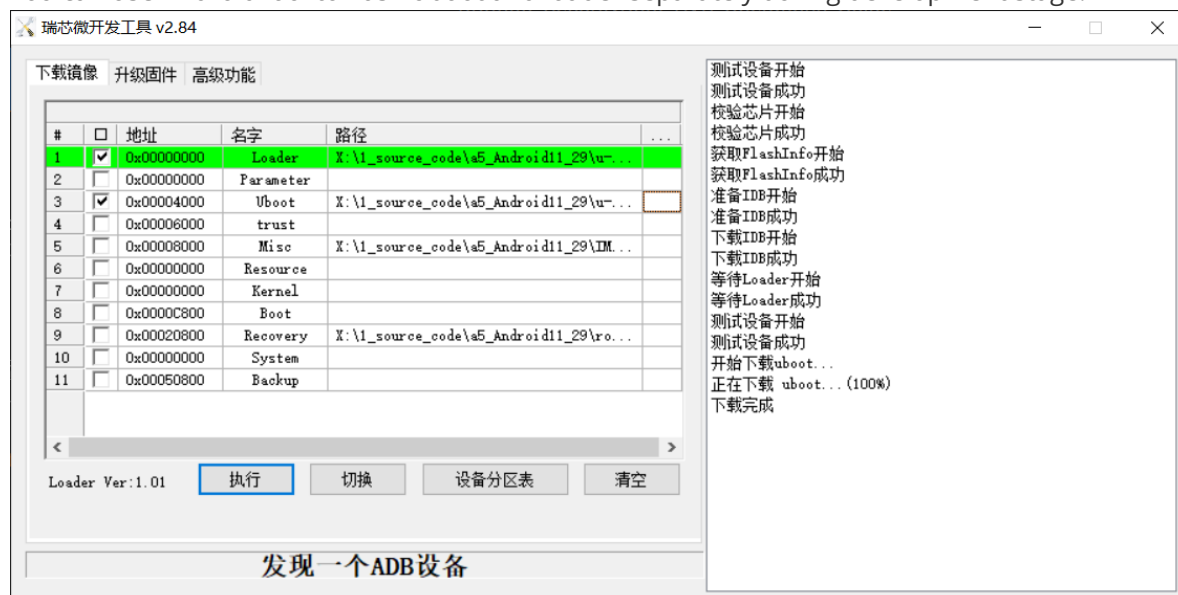 瑞芯微开发工具 v2.84
下载镜像 升级固件 高级功能
# 地址 名字 路径 ...
1 0x00000000 Loader X:\1_source_code\a5_Android11_29\u-...
2 0x00000000 Parameter
3 0x00004000 Uboot X:\1_source_code\a5_Android11_29\u-...
4 0x00006000 trust
5 0x00008000 Misc X:\1_source_code\a5_Android11_29\IM...
6 0x00000000 Resource
7 0x00000000 Kernel
8 0x0000C800 Boot
9 0x00020800 Recovery X:\1_source_code\a5_Android11_29\ro...
10 0x00000000 System
11 0x00050800 Backup
Loader Ver:1.01 执行 切换 设备分区表 清空
发现一个ADB设备
测试设备开始
测试设备成功
校验芯片开始
校验芯片成功
获取FlashInfo开始
获取FlashInfo成功
准备IDB开始
准备IDB成功
下载IDB开始
下载IDB成功
等待Loader开始
等待Loader成功
测试设备开始
测试设备成功
开始下载uboot...
正在下载 uboot...(100%)
下载完成